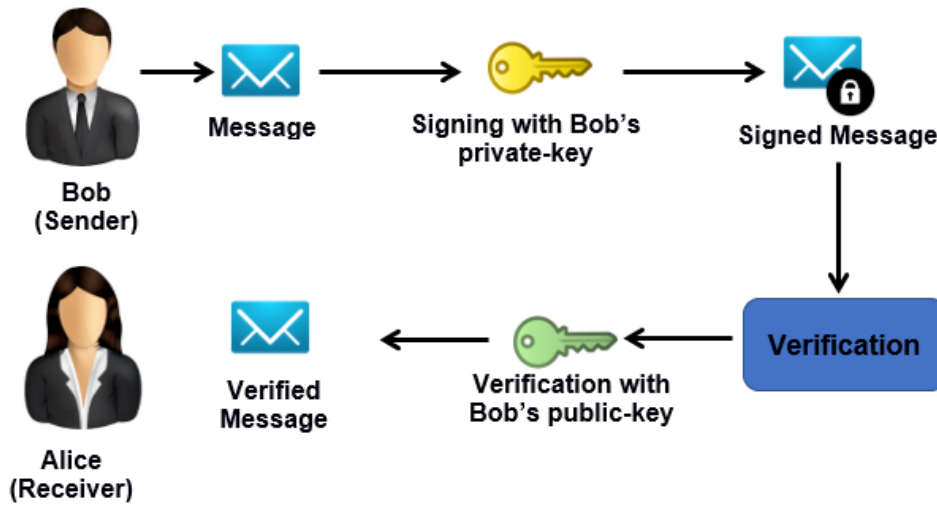 Bob
(Sender)
Message
Signing with Bob's
private-key
Signed Message
Verification
Verification with
Bob's public-key
Verified
Message
Alice
(Receiver)